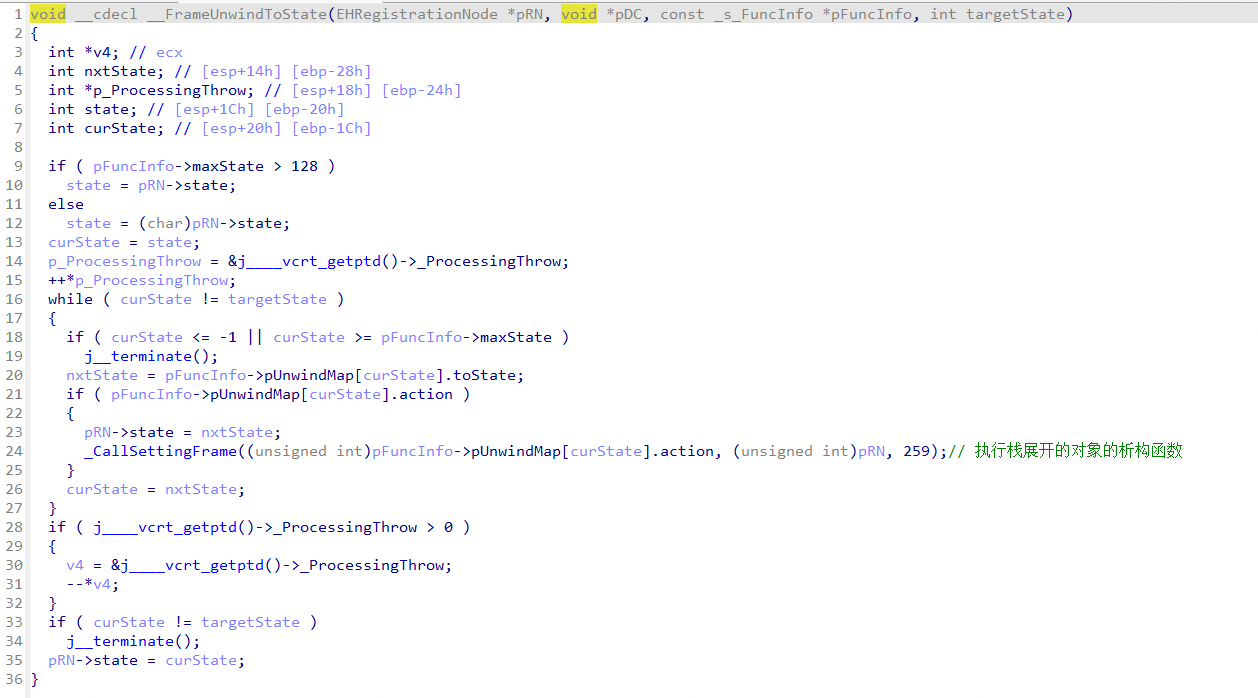 1 void __cdecl __FrameUnwindToState(EHRegistrationNode *pRN, void *pDC, const _s_FuncInfo *pFuncInfo, int targetState)
2 {
3   int *v4; // ecx
4   int nxtState; // [esp+14h] [ebp-28h]
5   int *p_ProcessingThrow; // [esp+18h] [ebp-24h]
6   int state; // [esp+1Ch] [ebp-20h]
7   int curState; // [esp+20h] [ebp-1Ch]
8
9   if ( pFuncInfo->maxState > 128 )
10     state = pRN->state;
11   else
12     state = (char)pRN->state;
13   curState = state;
14   p_ProcessingThrow = &j____vcrt_getptd()->_ProcessingThrow;
15   ++*p_ProcessingThrow;
16   while ( curState != targetState )
17   {
18     if ( curState <= -1 || curState >= pFuncInfo->maxState )
19       j__terminate();
20     nxtState = pFuncInfo->pUnwindMap[curState].toState;
21     if ( pFuncInfo->pUnwindMap[curState].action )
22     {
23       pRN->state = nxtState;
24       _CallSettingFrame((unsigned int)pFuncInfo->pUnwindMap[curState].action, (unsigned int)pRN, 259);// 执行栈展开的对象的析构函数
25     }
26     curState = nxtState;
27   }
28   if ( j____vcrt_getptd()->_ProcessingThrow > 0 )
29   {
30     v4 = &j____vcrt_getptd()->_ProcessingThrow;
31     --*v4;
32   }
33   if ( curState != targetState )
34     j__terminate();
35   pRN->state = curState;
36 }